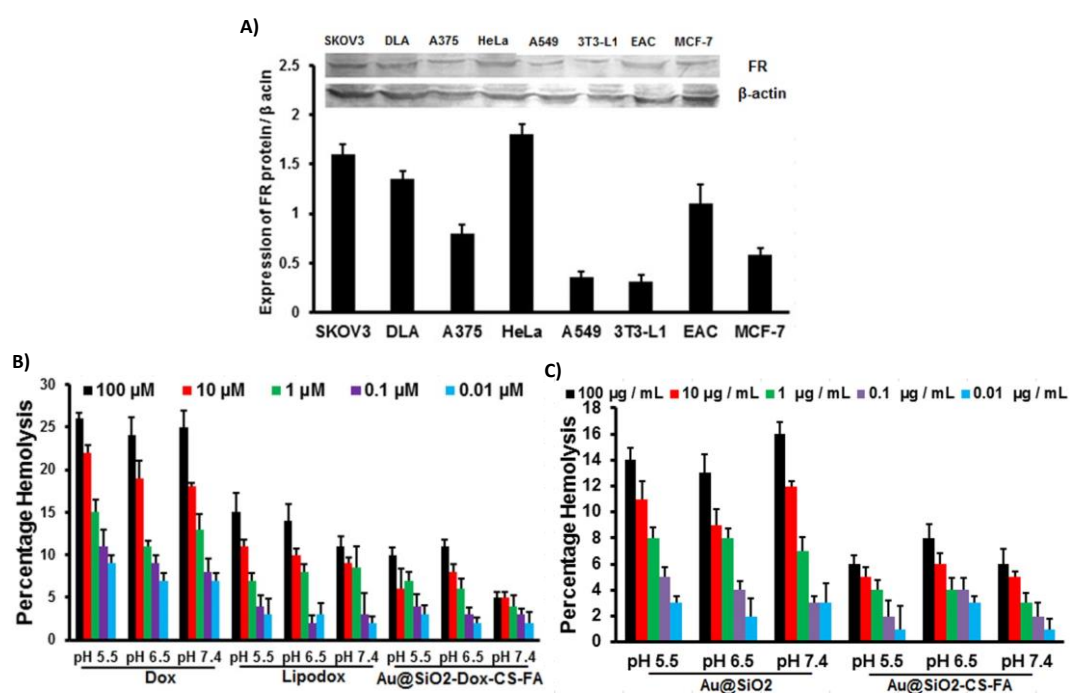 A)
SKOV3 DLA A375 HeLa A549 3T3-L1 EAC MCF-7
FR
β-actin
Expression of FR protein / β acin
2.5
2
1.5
1
0.5
0
SKOV3 DLA A375 HeLa A549 3T3-L1 EAC MCF-7
B)
100 µM 10 µM 1 µM 0.1 µM 0.01 µM
Percentage Hemolysis
30
25
20
15
10
5
0
pH 5.5 pH 6.5 pH 7.4 pH 5.5 pH 6.5 pH 7.4 pH 5.5 pH 6.5 pH 7.4
Dox Lipodox Au@SiO2-Dox-CS-FA
C)
100 µg / mL 10 µg / mL 1 µg / mL 0.1 µg / mL 0.01 µg / mL
Percentage Hemolysis
18
16
14
12
10
8
6
4
2
0
pH 5.5 pH 6.5 pH 7.4 pH 5.5 pH 6.5 pH 7.4
Au@SiO2 Au@SiO2-CS-FA